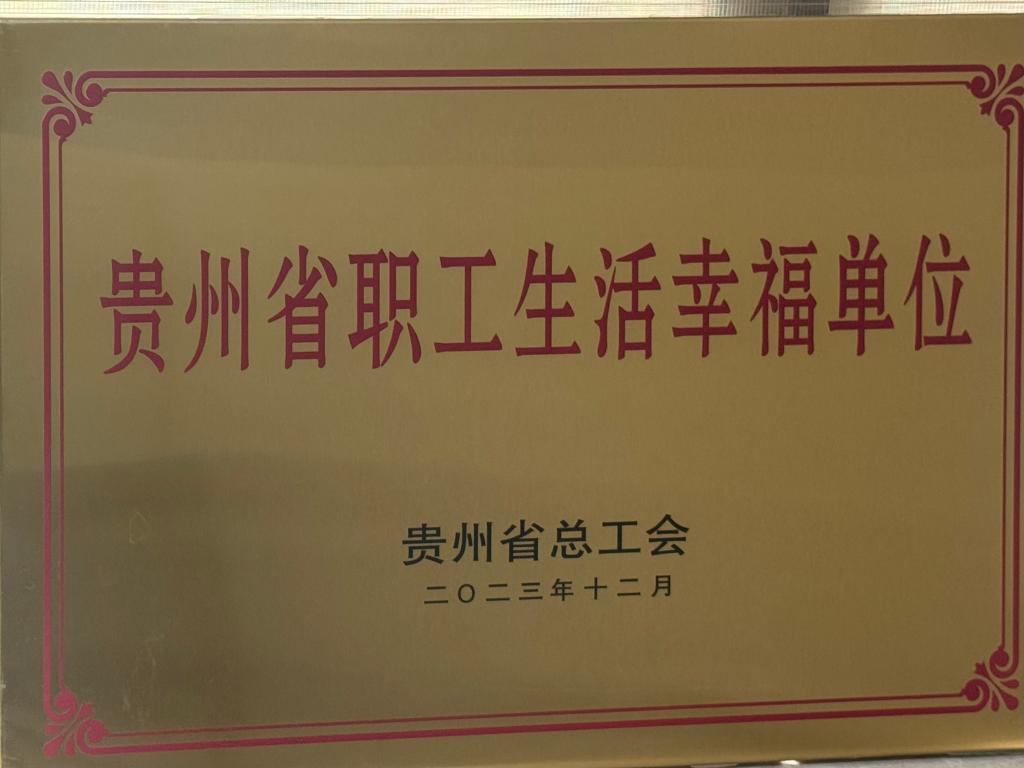 贵州省职工生活幸福单位
贵州省总工会
二〇二三年十二月